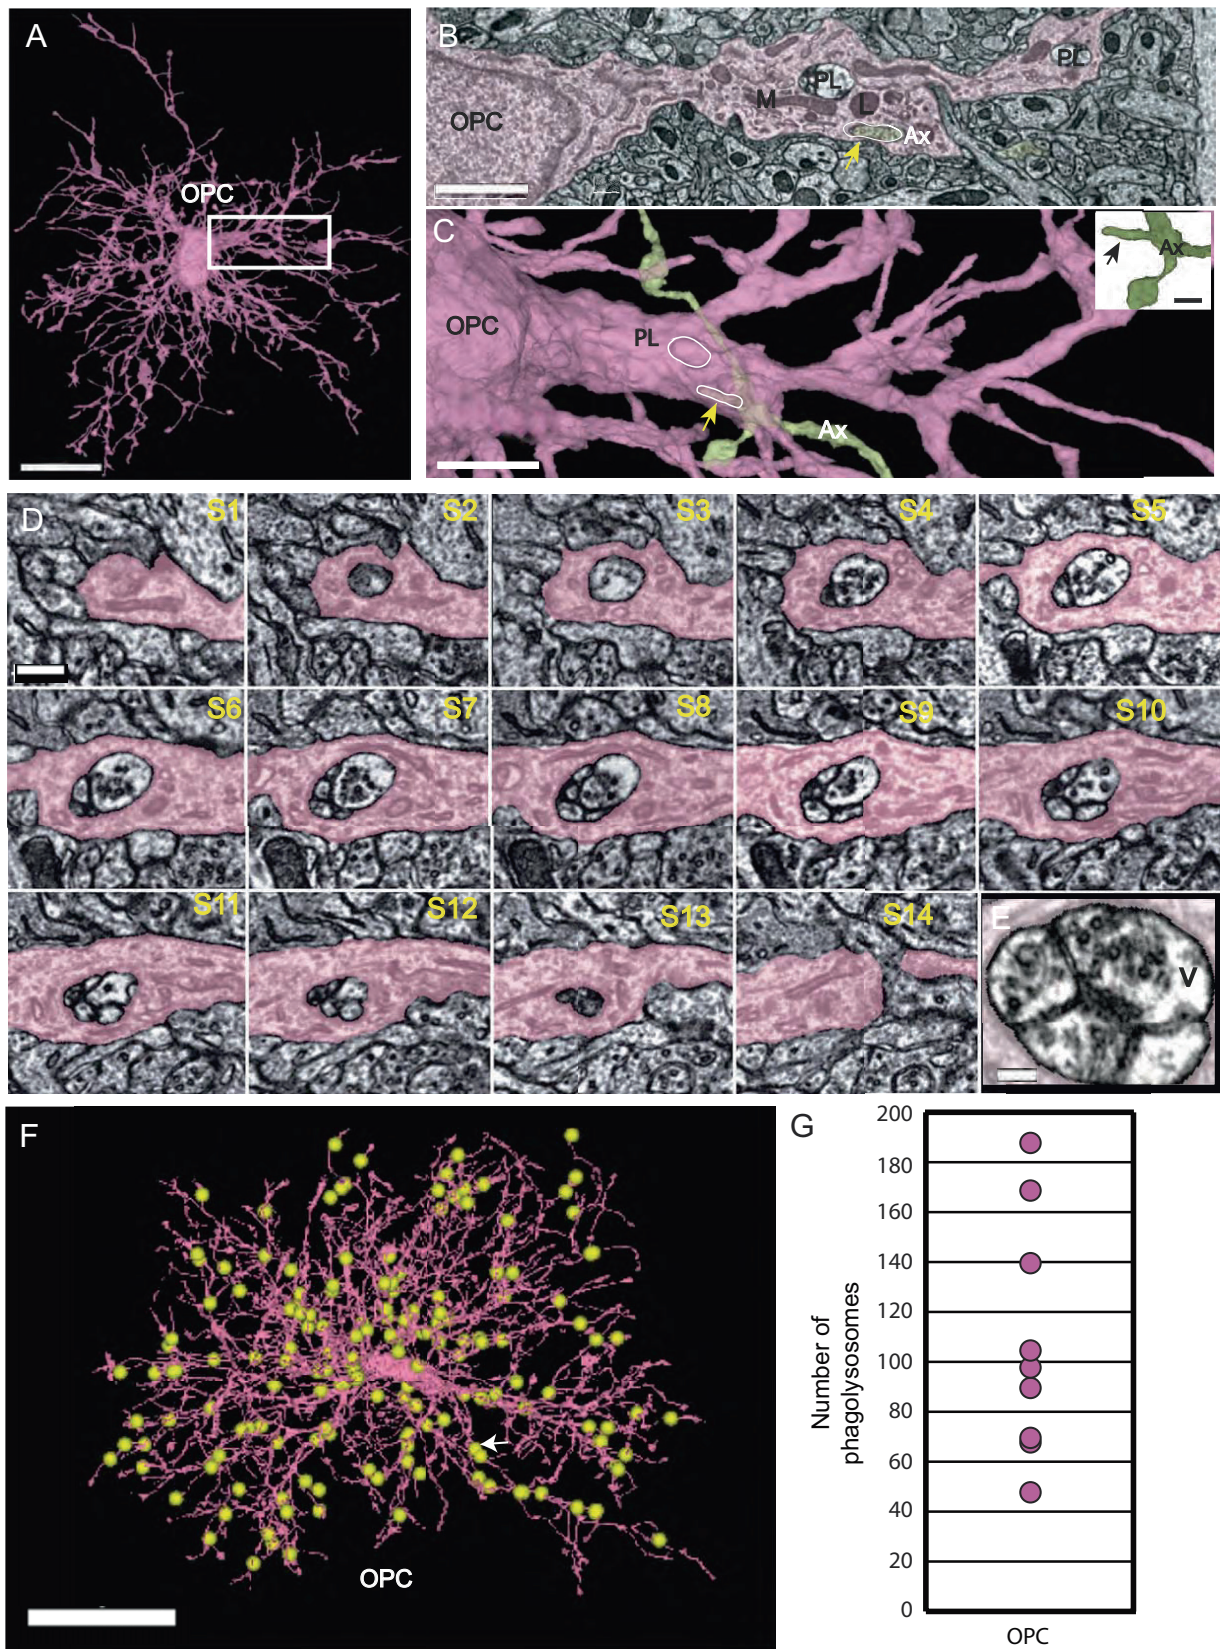 A
OPC
B
OPC
M
PL
L
Ax
PL
C
OPC
PL
Ax
Ax
D
S1
S2
S3
S4
S5
S6
S7
S8
S9
S10
S11
S12
S13
S14
E
V
F
OPC
G
Number of
phagolysosomes
200
180
160
140
120
100
80
60
40
20
0
OPC